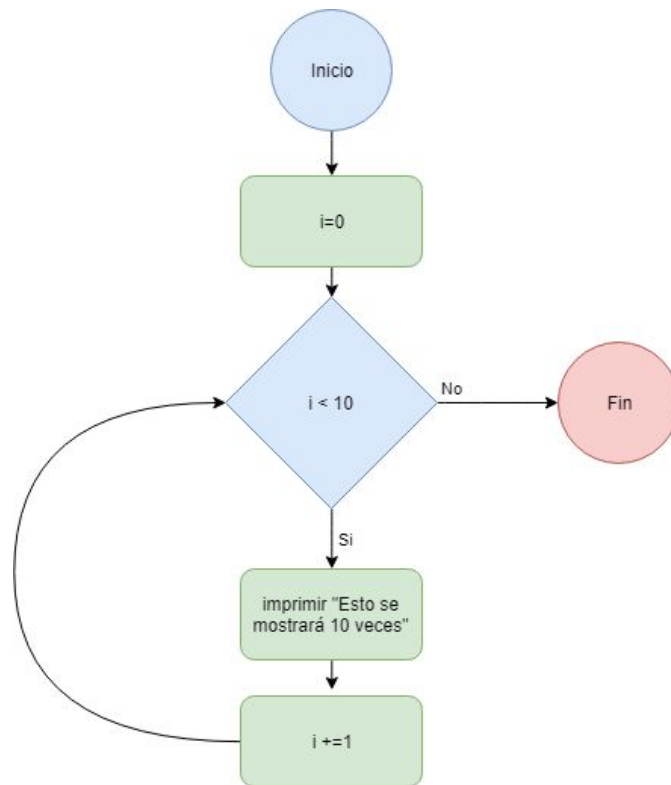 Inicio
i=0
i < 10
No
Fin
Si
imprimir "Esto se
mostrará 10 veces"
i +=1